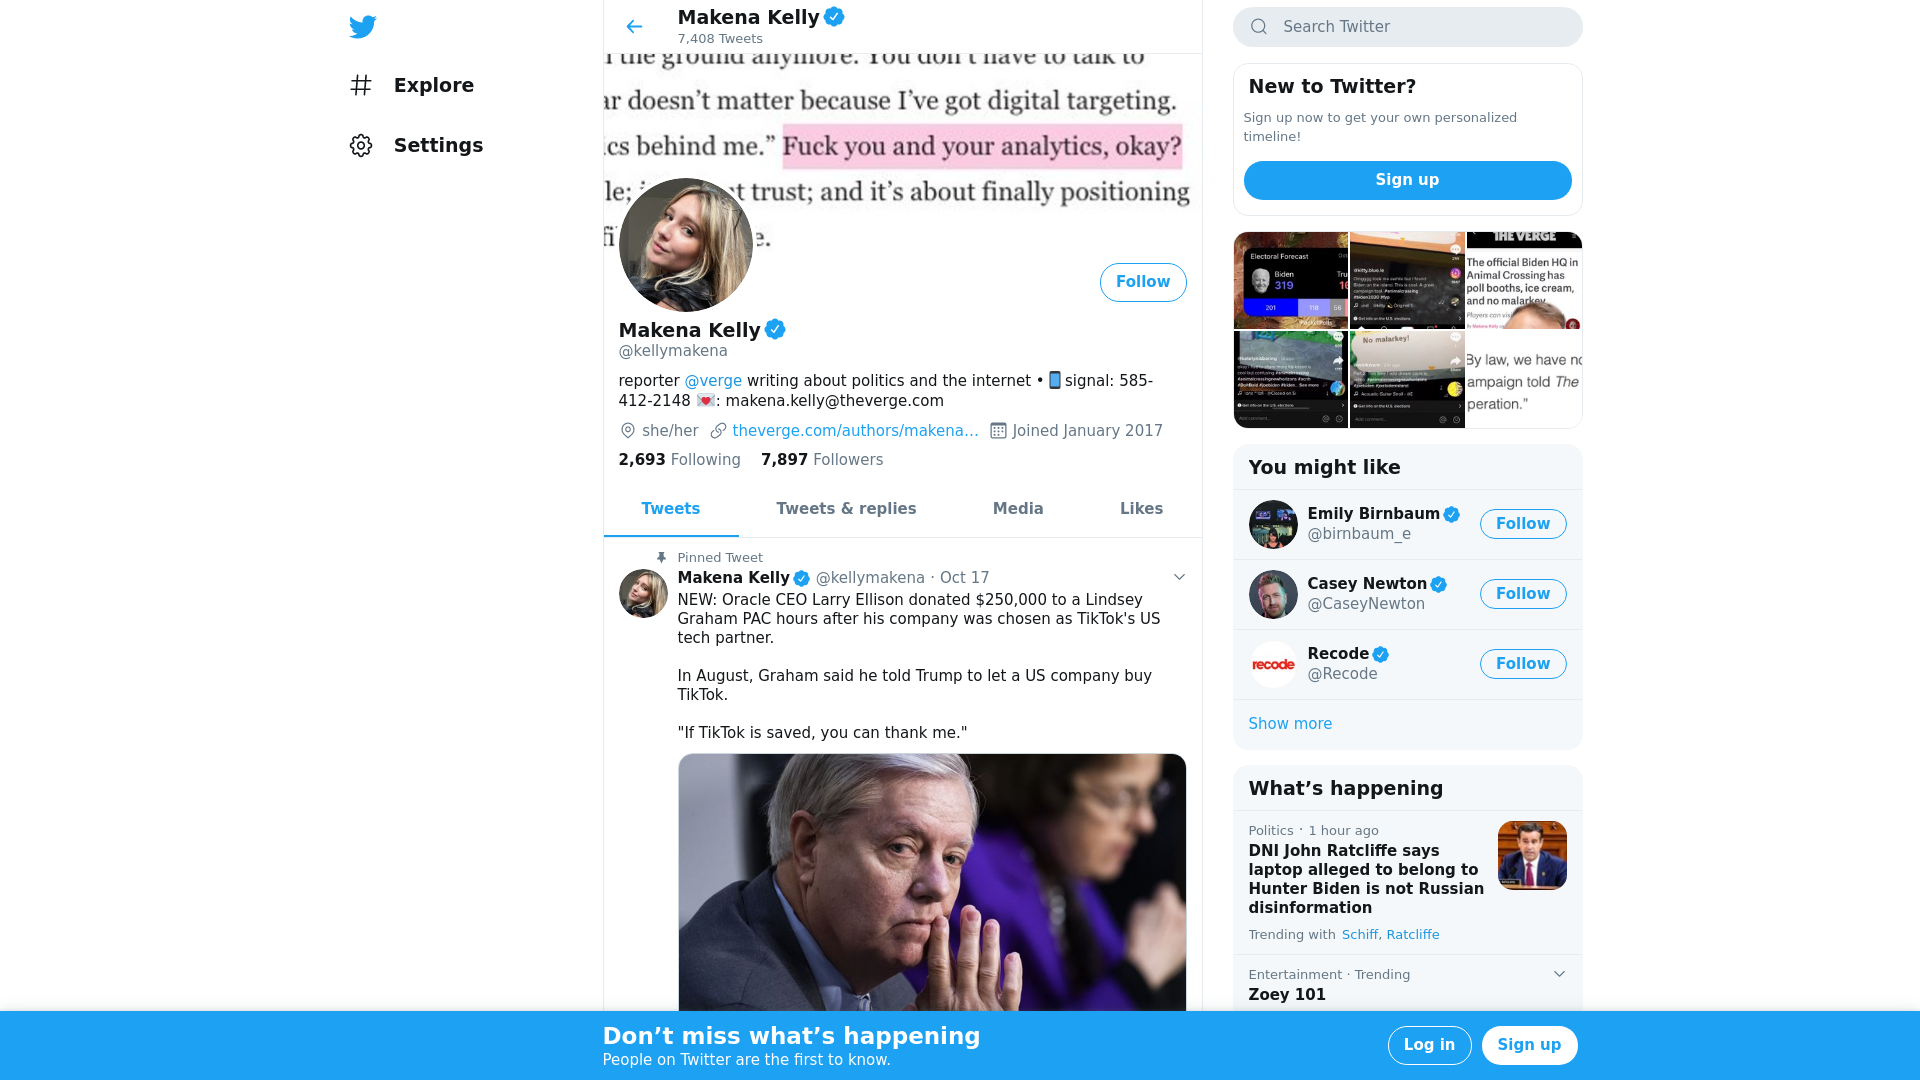 Explore
Settings
Makena Kelly
7,408 Tweets
the ground anymore. You don't have to talk to
ar doesn't matter because I've got digital targeting.
cs behind me." Fuck you and your analytics, okay?
le; trust; and it's about finally positioning
e.
Follow
Makena Kelly
@kellymakena
reporter @verge writing about politics and the internet • signal: 585-
412-2148 : makena.kelly@theverge.com
she/her theverge.com/authors/makena… Joined January 2017
2,693 Following 7,897 Followers
Tweets Tweets & replies Media Likes
Pinned Tweet
Makena Kelly @kellymakena · Oct 17
NEW: Oracle CEO Larry Ellison donated $250,000 to a Lindsey
Graham PAC hours after his company was chosen as TikTok's US
tech partner.
In August, Graham said he told Trump to let a US company buy
TikTok.
"If TikTok is saved, you can thank me."
Search Twitter
New to Twitter?
Sign up now to get your own personalized
timeline!
Sign up
Electoral Forecast
Biden
319
201 118
THE VERGE
The official Biden HQ in
Animal Crossing has
poll booths, ice cream,
and no malarkey
No malarkey!
By law, we have no
ampaign told The
peration."
You might like
Emily Birnbaum
@birnbaum_e
Follow
Casey Newton
@CaseyNewton
Follow
recode
Recode
@Recode
Follow
Show more
What's happening
Politics · 1 hour ago
DNI John Ratcliffe says
laptop alleged to belong to
Hunter Biden is not Russian
disinformation
Trending with Schiff, Ratcliffe
Entertainment · Trending
Zoey 101
Don't miss what's happening
People on Twitter are the first to know.
Log in
Sign up